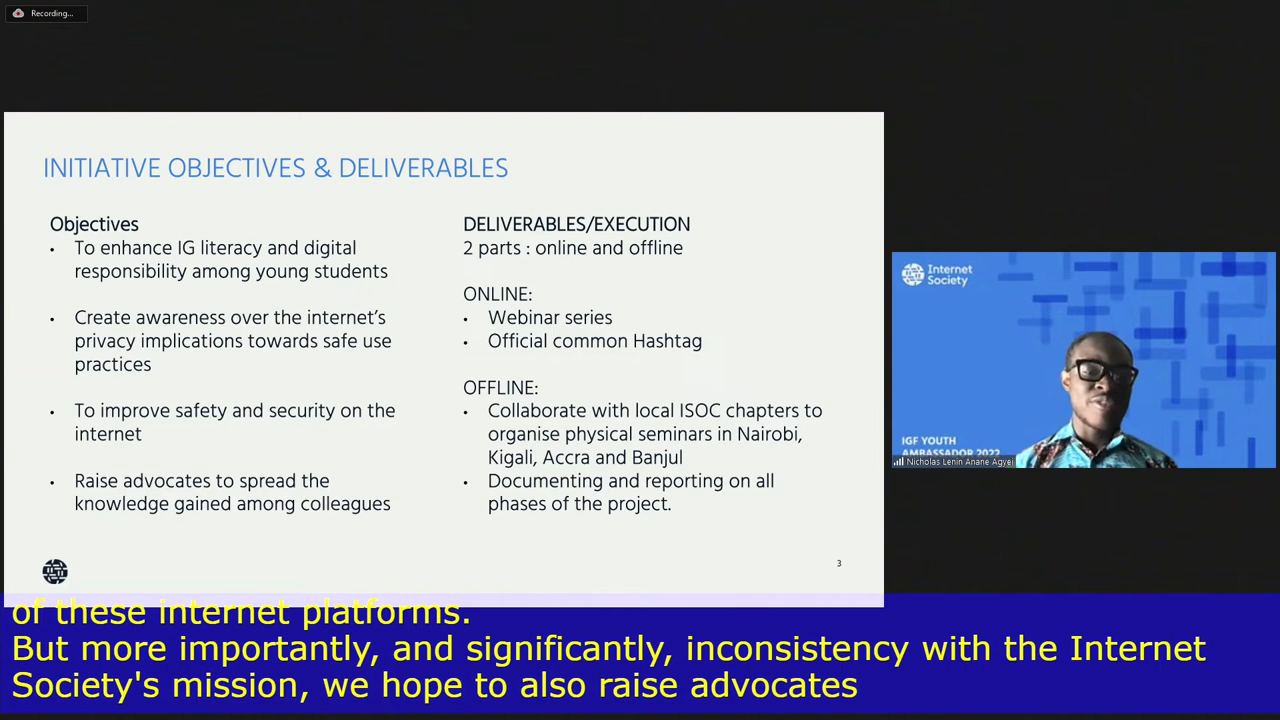 Recording...
INITIATIVE OBJECTIVES & DELIVERABLES
Objectives
• To enhance IG literacy and digital
responsibility among young students
• Create awareness over the internet's
privacy implications towards safe use
practices
• To improve safety and security on the
internet
• Raise advocates to spread the
knowledge gained among colleagues
DELIVERABLES/EXECUTION
2 parts : online and offline
ONLINE:
• Webinar series
• Official common Hashtag
OFFLINE:
• Collaborate with local ISOC chapters to
organise physical seminars in Nairobi,
Kigali, Accra and Banjul
• Documenting and reporting on all
phases of the project.
3
Internet
Society
IGF YOUTH
AMBASSADOR 2022
Nicholas Lenin Anane Agyei
of these internet platforms.
But more importantly, and significantly, inconsistency with the Internet
Society's mission, we hope to also raise advocates